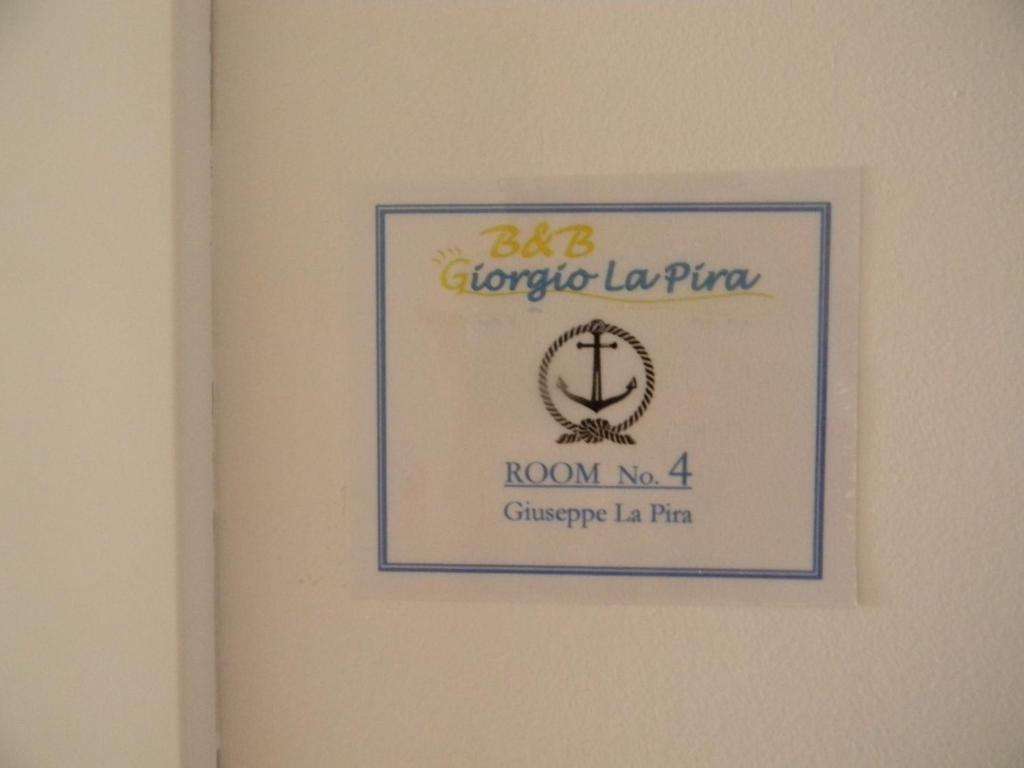 B&B
Giorgio La Pira
ROOM No. 4
Giuseppe La Pira